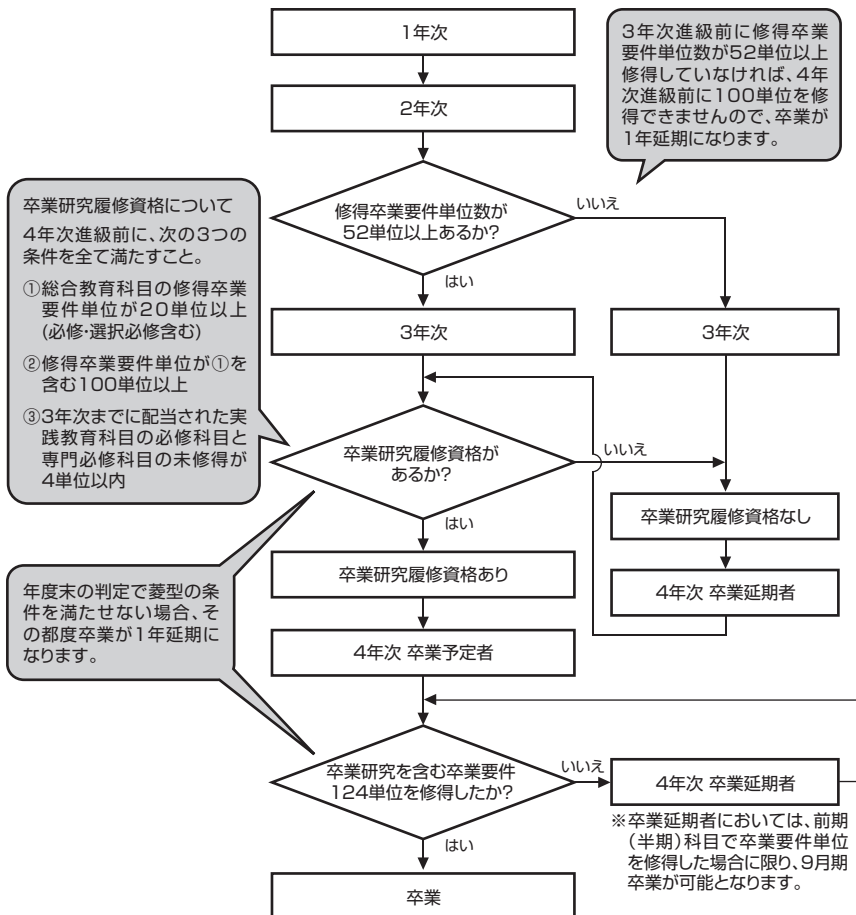 1年次
3年次進級前に修得卒業
要件単位数が52単位以上
修得していなければ、4年
次進級前に100単位を修
得できませんので、卒業が
1年延期になります。
2年次
卒業研究履修資格について
4年次進級前に、次の3つの
条件を全て満たすこと。
①総合教育科目の修得卒業
要件単位が20単位以上
(必修・選択必修含む)
②修得卒業要件単位が①を
含む100単位以上
③3年次までに配当された実
践教育科目の必修科目と
専門必修科目の未修得が
4単位以内
修得卒業要件単位数が
52単位以上あるか?
いいえ
はい
3年次
3年次
卒業研究履修資格が
あるか?
いいえ
はい
卒業研究履修資格なし
卒業研究履修資格あり
4年次 卒業延期者
年度末の判定で菱型の条
件を満たせない場合、そ
の都度卒業が1年延期に
なります。
4年次 卒業予定者
卒業研究を含む卒業要件
124単位を修得したか?
いいえ
4年次 卒業延期者
※卒業延期者においては、前期
(半期)科目で卒業要件単位
を修得した場合に限り、9月期
卒業が可能となります。
はい
卒業